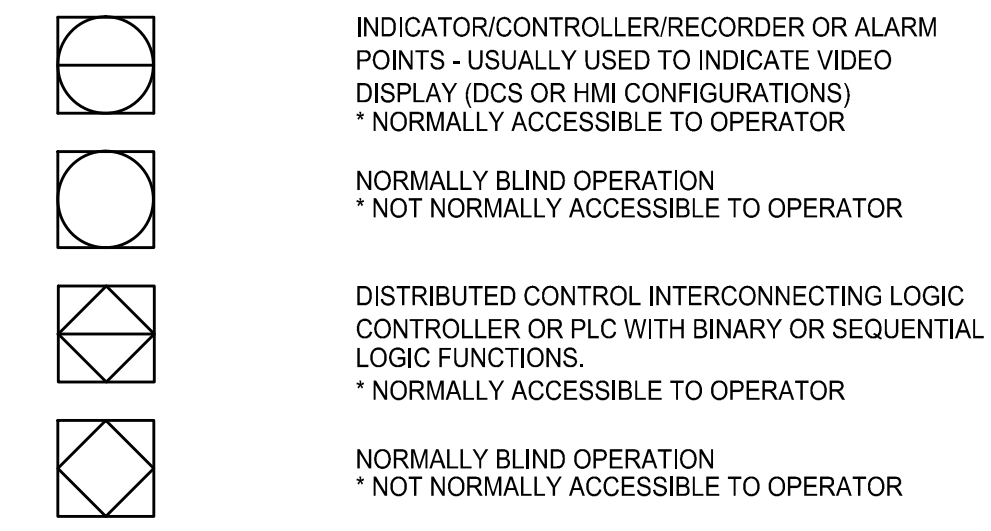 INDICATOR/CONTROLLER/RECORDER OR ALARM
POINTS - USUALLY USED TO INDICATE VIDEO
DISPLAY (DCS OR HMI CONFIGURATIONS)
* NORMALLY ACCESSIBLE TO OPERATOR
NORMALLY BLIND OPERATION
* NOT NORMALLY ACCESSIBLE TO OPERATOR
DISTRIBUTED CONTROL INTERCONNECTING LOGIC
CONTROLLER OR PLC WITH BINARY OR SEQUENTIAL
LOGIC FUNCTIONS.
* NORMALLY ACCESSIBLE TO OPERATOR
NORMALLY BLIND OPERATION
* NOT NORMALLY ACCESSIBLE TO OPERATOR